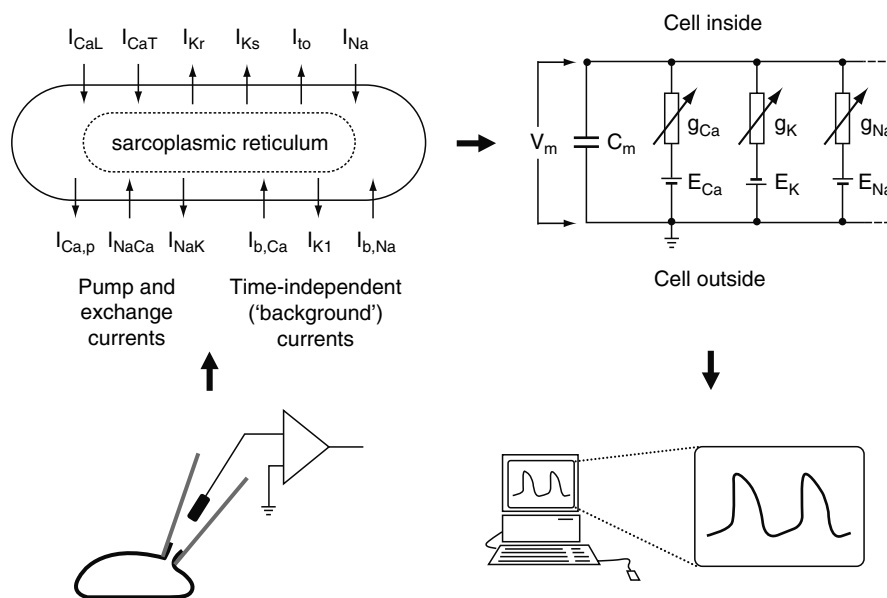 I_CaL I_CaT I_Kr I_Ks I_to I_Na
sarcoplasmic reticulum
I_Ca,p I_NaCa I_NaK I_b,Ca I_K1 I_b,Na
Pump and
exchange
currents
Time-independent
('background')
currents
Cell inside
V_m C_m g_Ca g_K g_Na
E_Ca E_K E_Na
Cell outside